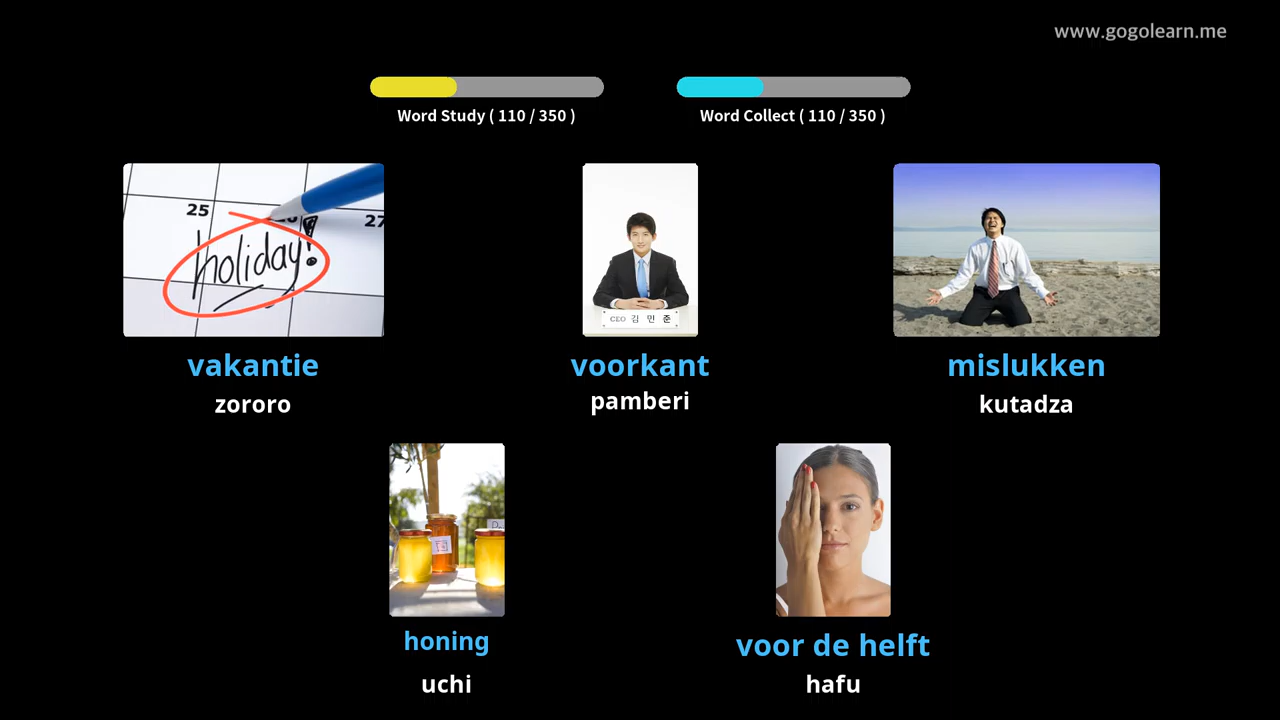 www.gogolearn.me
Word Study ( 110 / 350 )
Word Collect ( 110 / 350 )
25
27
holiday!
CEO 김 민 준
vakantie
voorkant
mislukken
zororo
pamberi
kutadza
honing
voor de helft
uchi
hafu